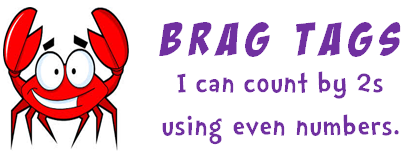 BRAG TAGS
I can count by 2s
using even numbers.